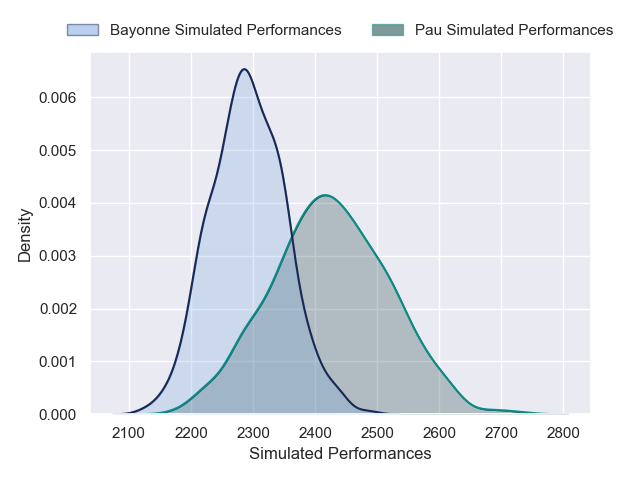 Bayonne Simulated Performances Pau Simulated Performances
0.006
0.005
0.004
0.003
0.002
0.001
0.000
Density
2100 2200 2300 2400 2500 2600 2700 2800
Simulated Performances